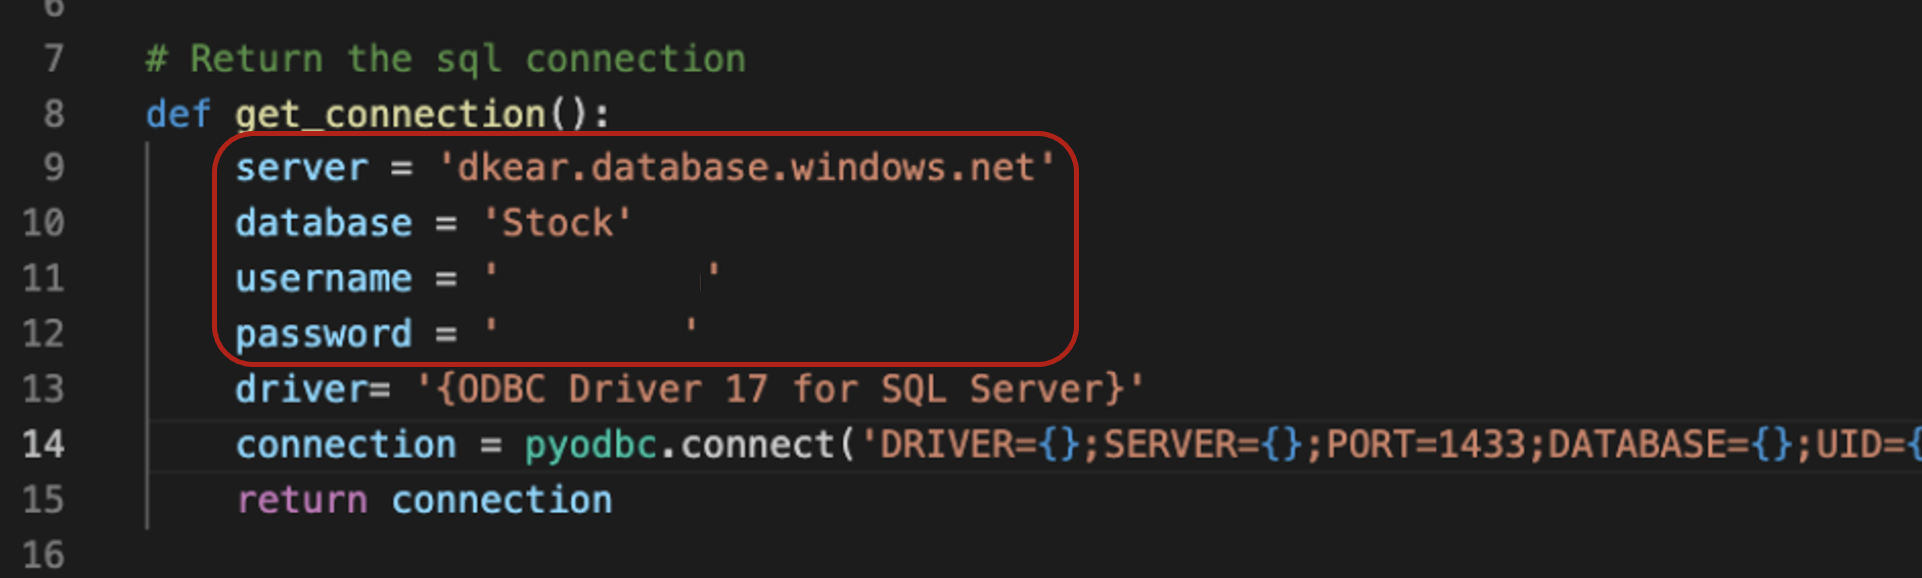 6
7 # Return the sql connection
8 def get_connection():
9 server = 'dkear.database.windows.net'
10 database = 'Stock'
11 username = ' '
12 password = ' '
13 driver= '{ODBC Driver 17 for SQL Server}'
14 connection = pyodbc.connect('DRIVER={};SERVER={};PORT=1433;DATABASE={};UID={
15 return connection
16